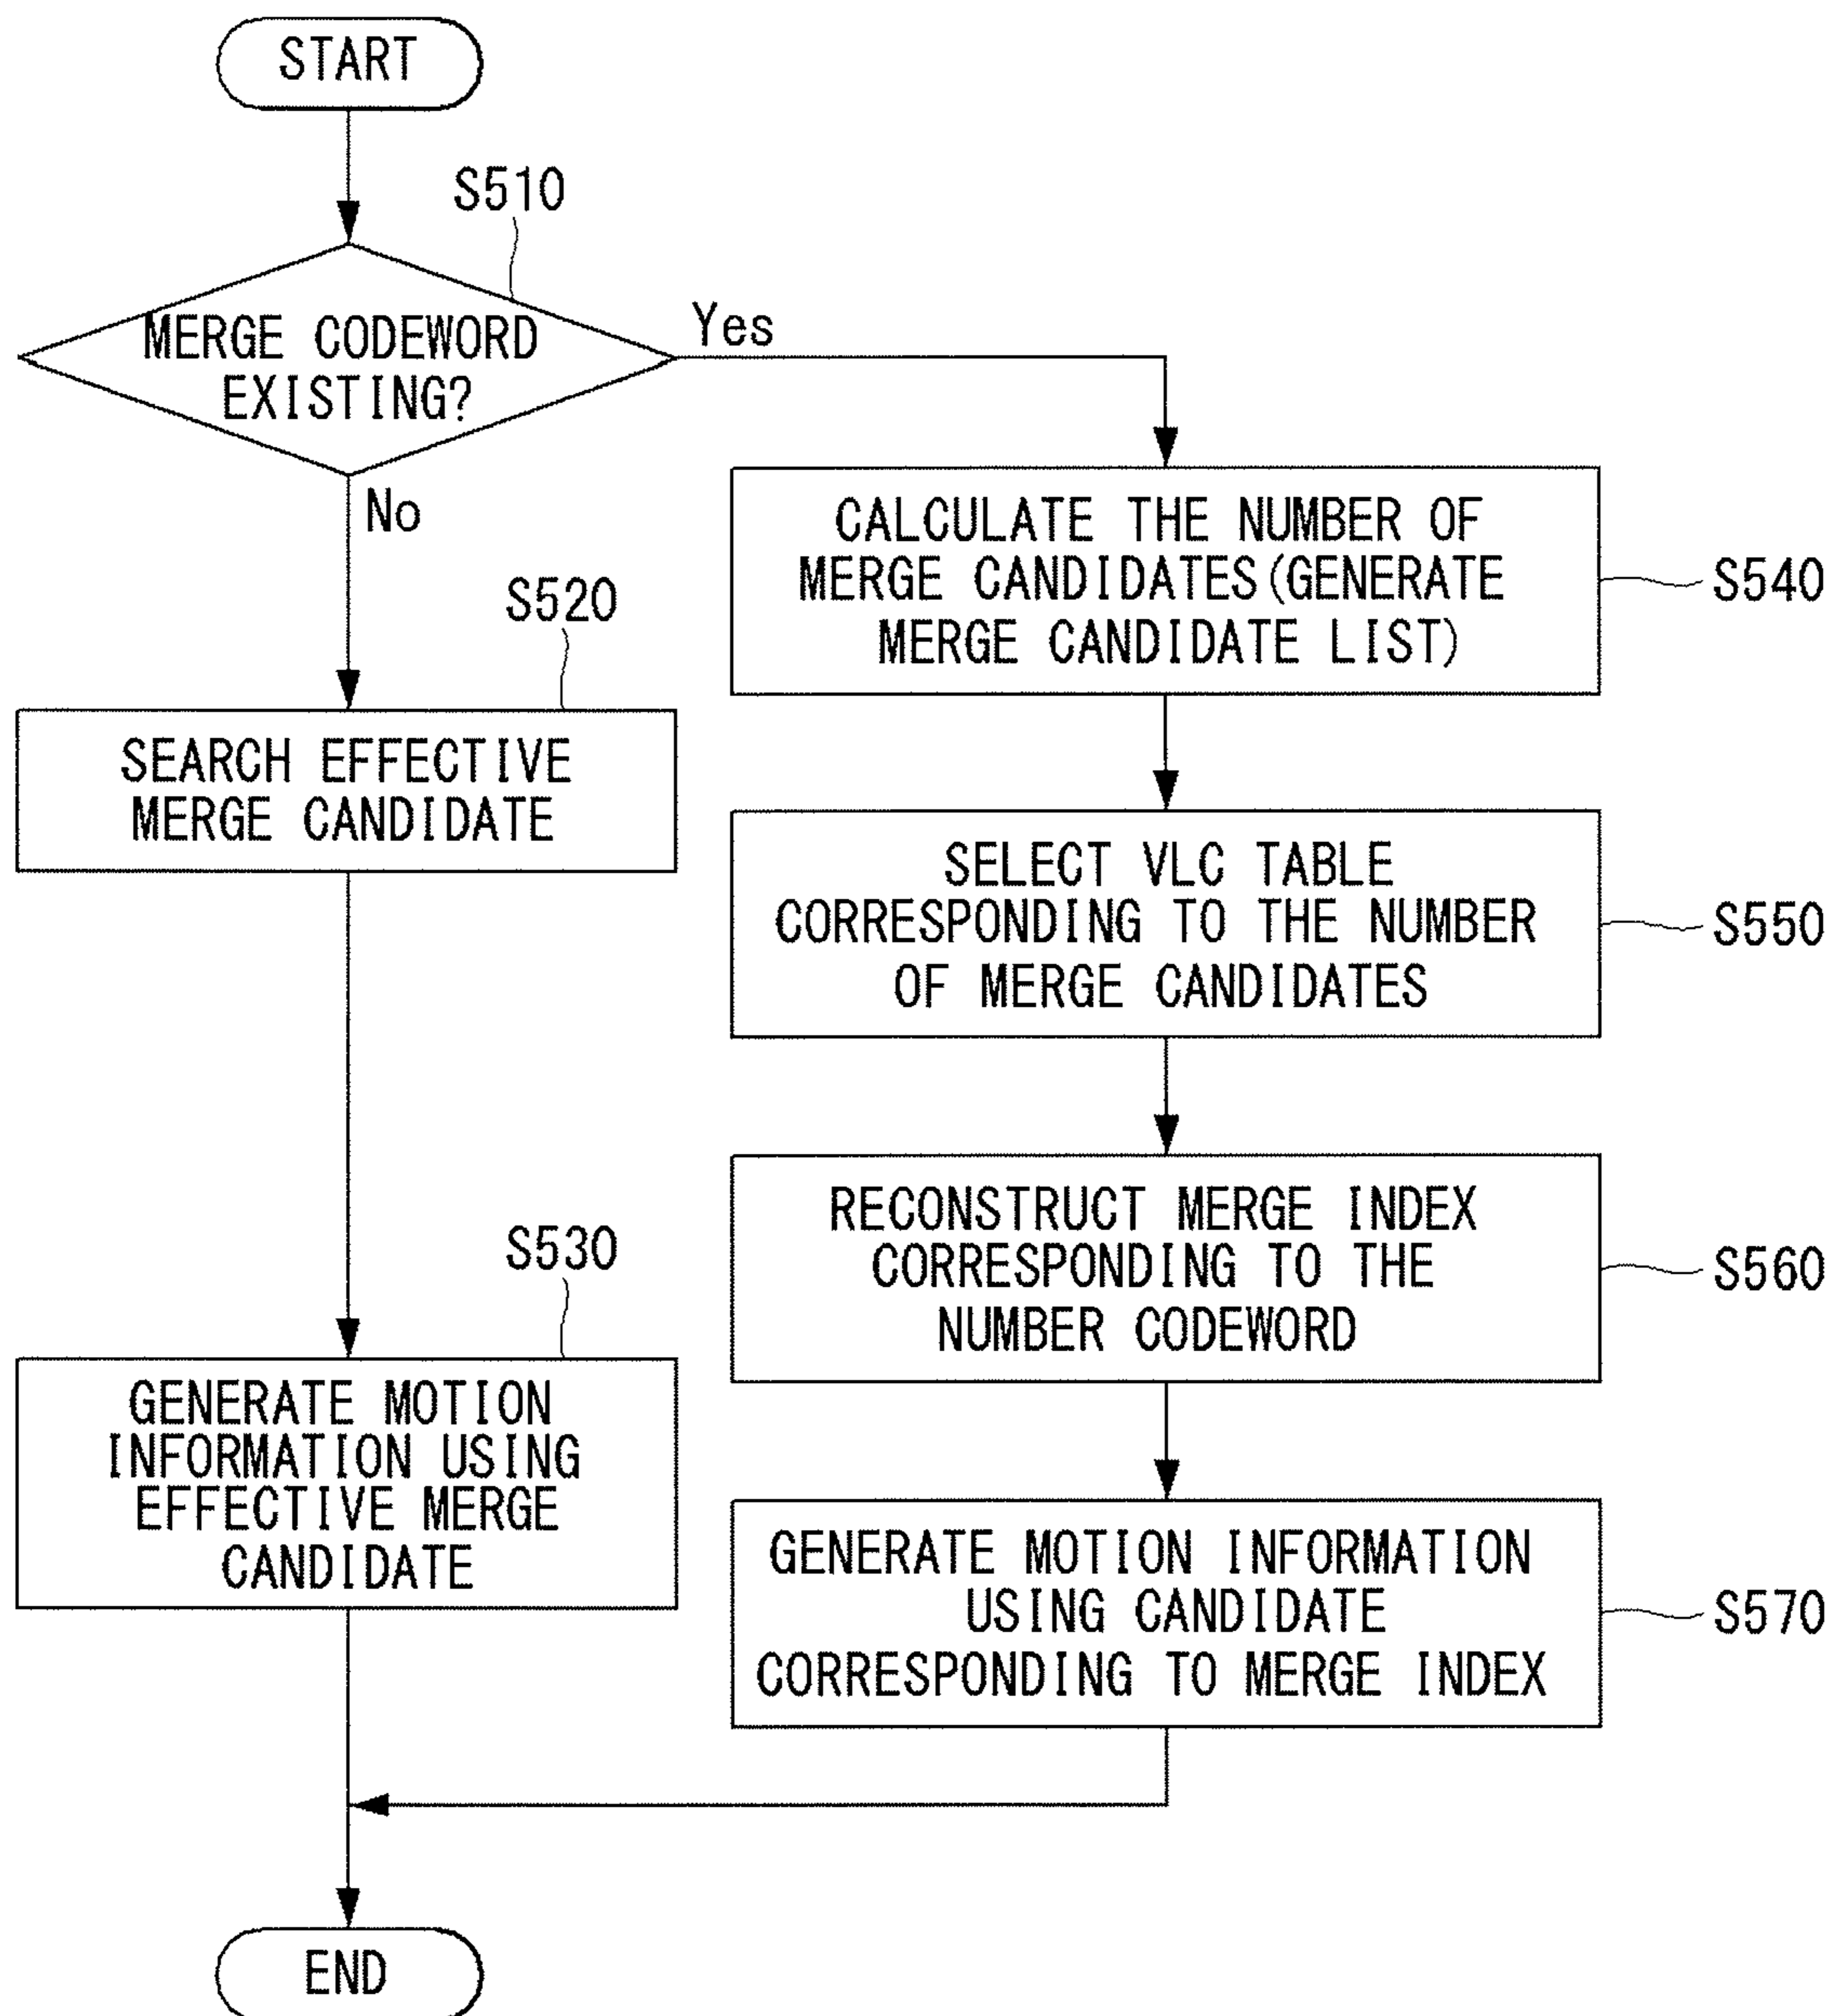 START
S510
MERGE CODEWORD
EXISTING?
Yes
No
S520
SEARCH EFFECTIVE
MERGE CANDIDATE
S530
GENERATE MOTION
INFORMATION USING
EFFECTIVE MERGE
CANDIDATE
CALCULATE THE NUMBER OF
MERGE CANDIDATES(GENERATE
MERGE CANDIDATE LIST)
S540
SELECT VLC TABLE
CORRESPONDING TO THE NUMBER
OF MERGE CANDIDATES
S550
RECONSTRUCT MERGE INDEX
CORRESPONDING TO THE
NUMBER CODEWORD
S560
GENERATE MOTION INFORMATION
USING CANDIDATE
CORRESPONDING TO MERGE INDEX
S570
END